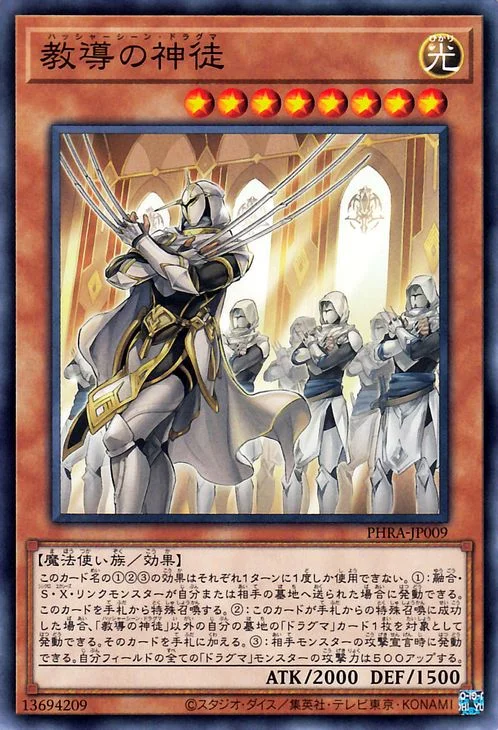 ハッシャーシーン・ドラグマ
教導の神徒
ひかり
光
PHRA-JP009
【魔法使い族／効果】
このカード名の①②③の効果はそれぞれ1ターンに1度しか使用できない。①：融合・
S・X・リンクモンスターが自分または相手の墓地へ送られた場合に発動できる。
このカードを手札から特殊召喚する。②：このカードが手札からの特殊召喚に成功
した場合、「教導の神徒」以外の自分の墓地の「ドラグマ」カード1枚を対象として
発動できる。そのカードを手札に加える。③：相手モンスターの攻撃宣言時に発動
できる。自分フィールドの全ての「ドラグマ」モンスターの攻撃力は５００アップする。
ATK/2000 DEF/1500
13694209
©スタジオ・ダイス／集英社・テレビ東京・KONAMI